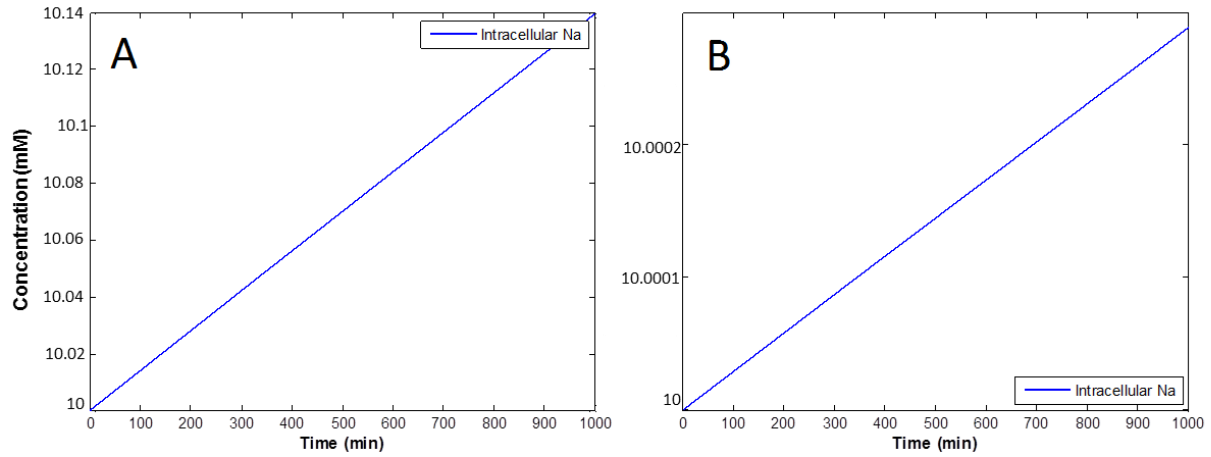 A
Intracellular Na
Concentration (mM)
10.14
10.12
10.1
10.08
10.06
10.04
10.02
10
0 100 200 300 400 500 600 700 800 900 1000
Time (min)
B
10.0002
10.0001
10
Intracellular Na
0 100 200 300 400 500 600 700 800 900 1000
Time (min)